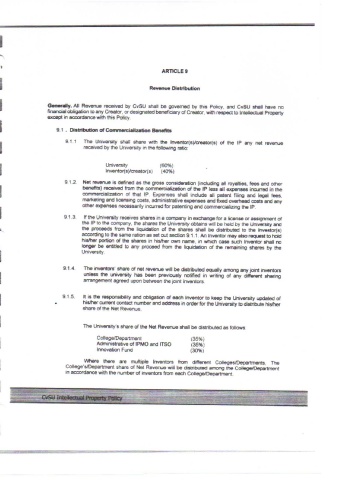 ARTICLE 9
Revenue Distribution
Generally. All Revenue received by CvSU shall be governed by this Policy, and CvSU shall have no
financial obligation to any Creator, or designated beneficiary of Creator, with respect to Intellectual Property
except in accordance with this Policy.
9.1. Distribution of Commercialization Benefits
9.1.1 The University shall share with the inventor(s)/creator(s) of the IP any net revenue
received by the University in the following ratio:
University (60%)
Inventor(s)/creator(s) (40%)
9.1.2. Net revenue is defined as the gross consideration (including all royalties, fees and other
benefits) received from the commercialization of the IP less all expenses incurred in the
commercialization of that IP. Expenses shall include all patent filing and legal fees,
marketing and licensing costs, administrative expenses and fixed overhead costs and any
other expenses necessarily incurred for patenting and commercializing the IP.
9.1.3. If the University receives shares in a company in exchange for a license or assignment of
the IP to the company, the shares the University obtains will be held by the University and
the proceeds from the liquidation of the shares shall be distributed to the inventor(s)
according to the same ration as set out section 9.1.1. An inventor may also request to hold
his/her portion of the shares in his/her own name, in which case such inventor shall no
longer be entitled to any proceed from the liquidation of the remaining shares by the
University.
9.1.4. The inventors' share of net revenue will be distributed equally among any joint inventors
unless the university has been previously notified in writing of any different sharing
arrangement agreed upon between the joint inventors.
9.1.5. It is the responsibility and obligation of each inventor to keep the University updated of
his/her current contact number and address in order for the University to distribute his/her
share of the Net Revenue.
The University's share of the Net Revenue shall be distributed as follows:
College/Department (35%)
Administrative of IPMO and ITSO (35%)
Innovation Fund (30%)
Where there are multiple Inventors from different Colleges/Departments. The
College's/Department share of Net Revenue will be distributed among the College/Department
in accordance with the number of inventors from each College/Department.
CvSU Intellectual Property Policy